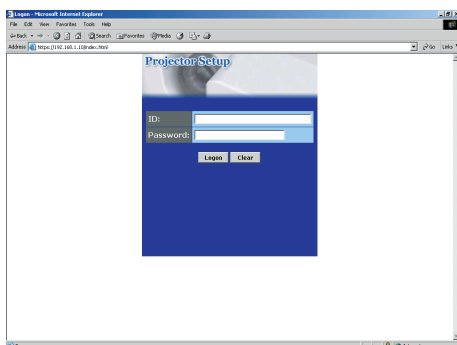 Logon - Microsoft Internet Explorer
File Edit View Favorites Tools Help
Back Search Favorites Media
Address https://192.168.1.10/index.html Go Links
Projector Setup
ID:
Password:
Logon Clear